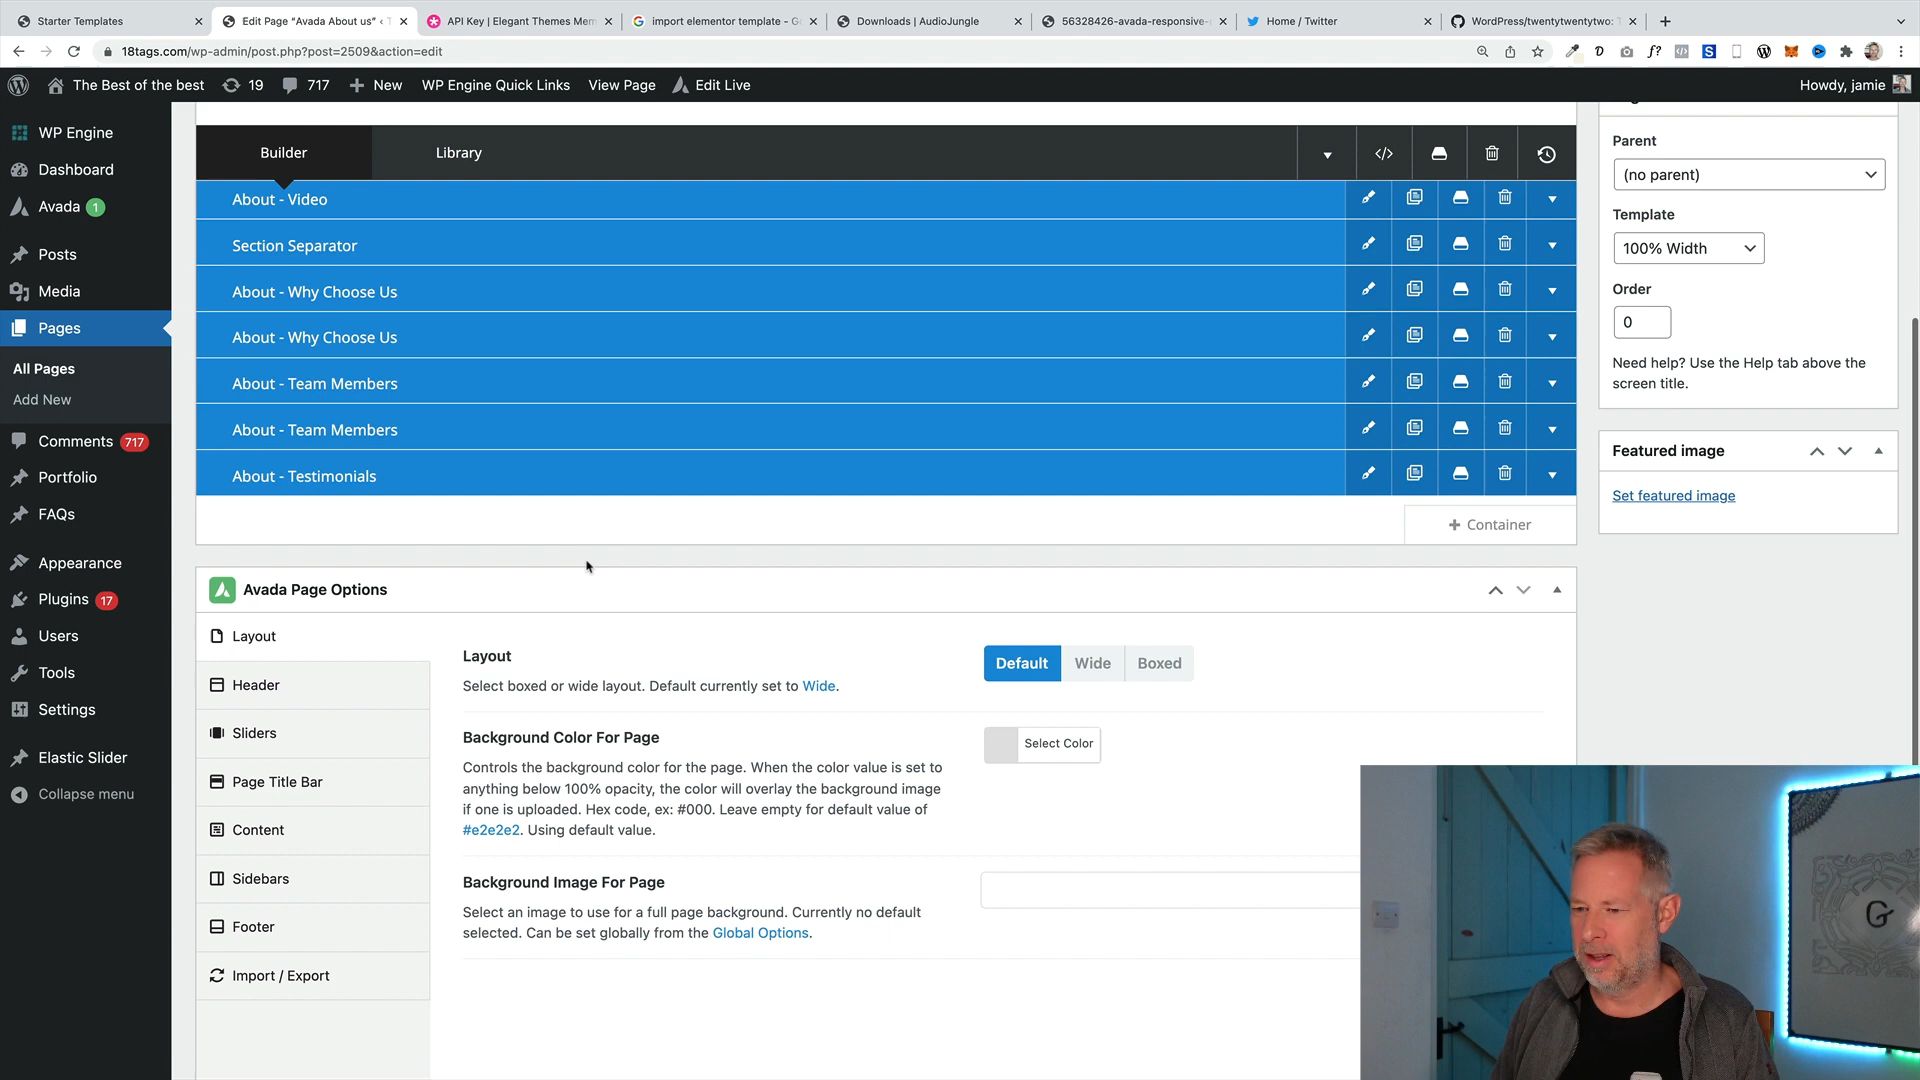 Starter Templates
Edit Page “Avada About us” ‹ T
API Key | Elegant Themes Mem
import elementor template - G
Downloads | AudioJungle
56328426-avada-responsive-
Home / Twitter
WordPress/twentytwentytwo: T
18tags.com/wp-admin/post.php?post=2509&action=edit
The Best of the best
19
717
New
WP Engine Quick Links
View Page
Edit Live
Howdy, jamie
WP Engine
Dashboard
Avada 1
Posts
Media
Pages
All Pages
Add New
Comments 717
Portfolio
FAQs
Appearance
Plugins 17
Users
Tools
Settings
Elastic Slider
Collapse menu
Builder
Library
About - Video
Section Separator
About - Why Choose Us
About - Why Choose Us
About - Team Members
About - Team Members
About - Testimonials
+ Container
Avada Page Options
Layout
Header
Sliders
Page Title Bar
Content
Sidebars
Footer
Import / Export
Layout
Select boxed or wide layout. Default currently set to Wide.
Default
Wide
Boxed
Background Color For Page
Controls the background color for the page. When the color value is set to
anything below 100% opacity, the color will overlay the background image
if one is uploaded. Hex code, ex: #000. Leave empty for default value of
#e2e2e2. Using default value.
Select Color
Background Image For Page
Select an image to use for a full page background. Currently no default
selected. Can be set globally from the Global Options.
Parent
(no parent)
Template
100% Width
Order
0
Need help? Use the Help tab above the
screen title.
Featured image
Set featured image
G